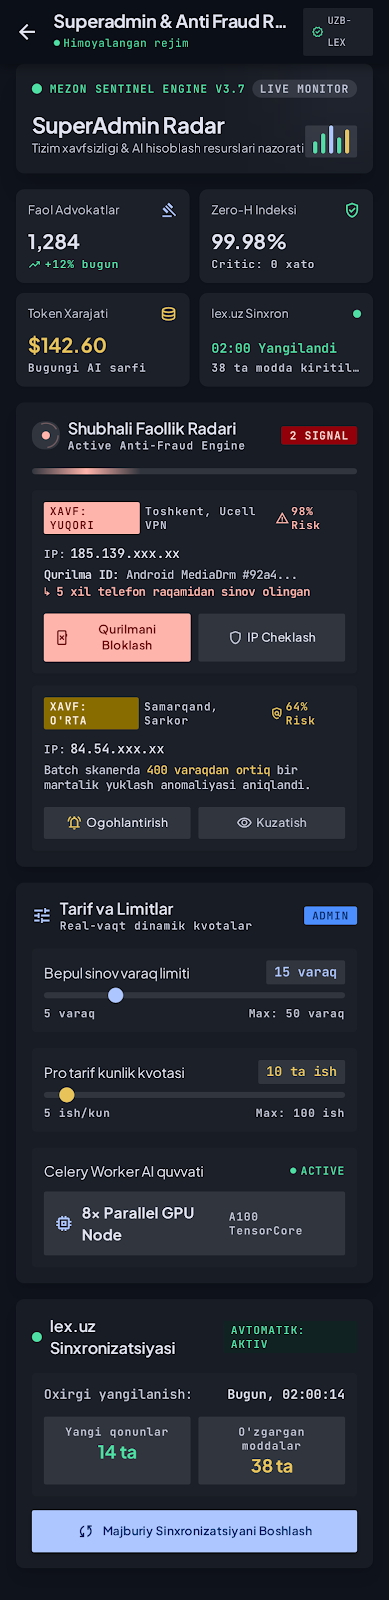 Superadmin & Anti Fraud R...
Himoyalangan rejim
UZB-
LEX
MEZON SENTINEL ENGINE V3.7
LIVE MONITOR
SuperAdmin Radar
Tizim xavfsizligi & AI hisoblash resurslari nazorati
Faol Advokatlar
1,284
+12% bugun
Zero-H Indeksi
99.98%
Critic: 0 xato
Token Xarajati
$142.60
Bugungi AI sarfi
lex.uz Sinxron
02:00 Yangilandi
38 ta modda kiritil...
Shubhali Faollik Radari
Active Anti-Fraud Engine
2 SIGNAL
XAVF:
YUQORI
Toshkent, Ucell
VPN
98%
Risk
IP: 185.139.xxx.xx
Qurilma ID: Android MediaDrm #92a4...
↳ 5 xil telefon raqamidan sinov olingan
Qurilmani
Bloklash
IP Cheklash
XAVF:
O'RTA
Samarqand,
Sarkor
64%
Risk
IP: 84.54.xxx.xx
Batch skanerda 400 varaqdan ortiq bir
martalik yuklash anomaliyasi aniqlandi.
Ogohlantirish
Kuzatish
Tarif va Limitlar
Real-vaqt dinamik kvotalar
ADMIN
Bepul sinov varaq limiti
15 varaq
5 varaq
Max: 50 varaq
Pro tarif kunlik kvotasi
10 ta ish
5 ish/kun
Max: 100 ish
Celery Worker AI quvvati
ACTIVE
8x Parallel GPU
Node
A100
TensorCore
lex.uz
Sinxronizatsiyasi
AVTOMATIK:
AKTIV
Oxirgi yangilanish:
Bugun, 02:00:14
Yangi qonunlar
14 ta
O'zgargan
moddalar
38 ta
Majburiy Sinxronizatsiyani Boshlash